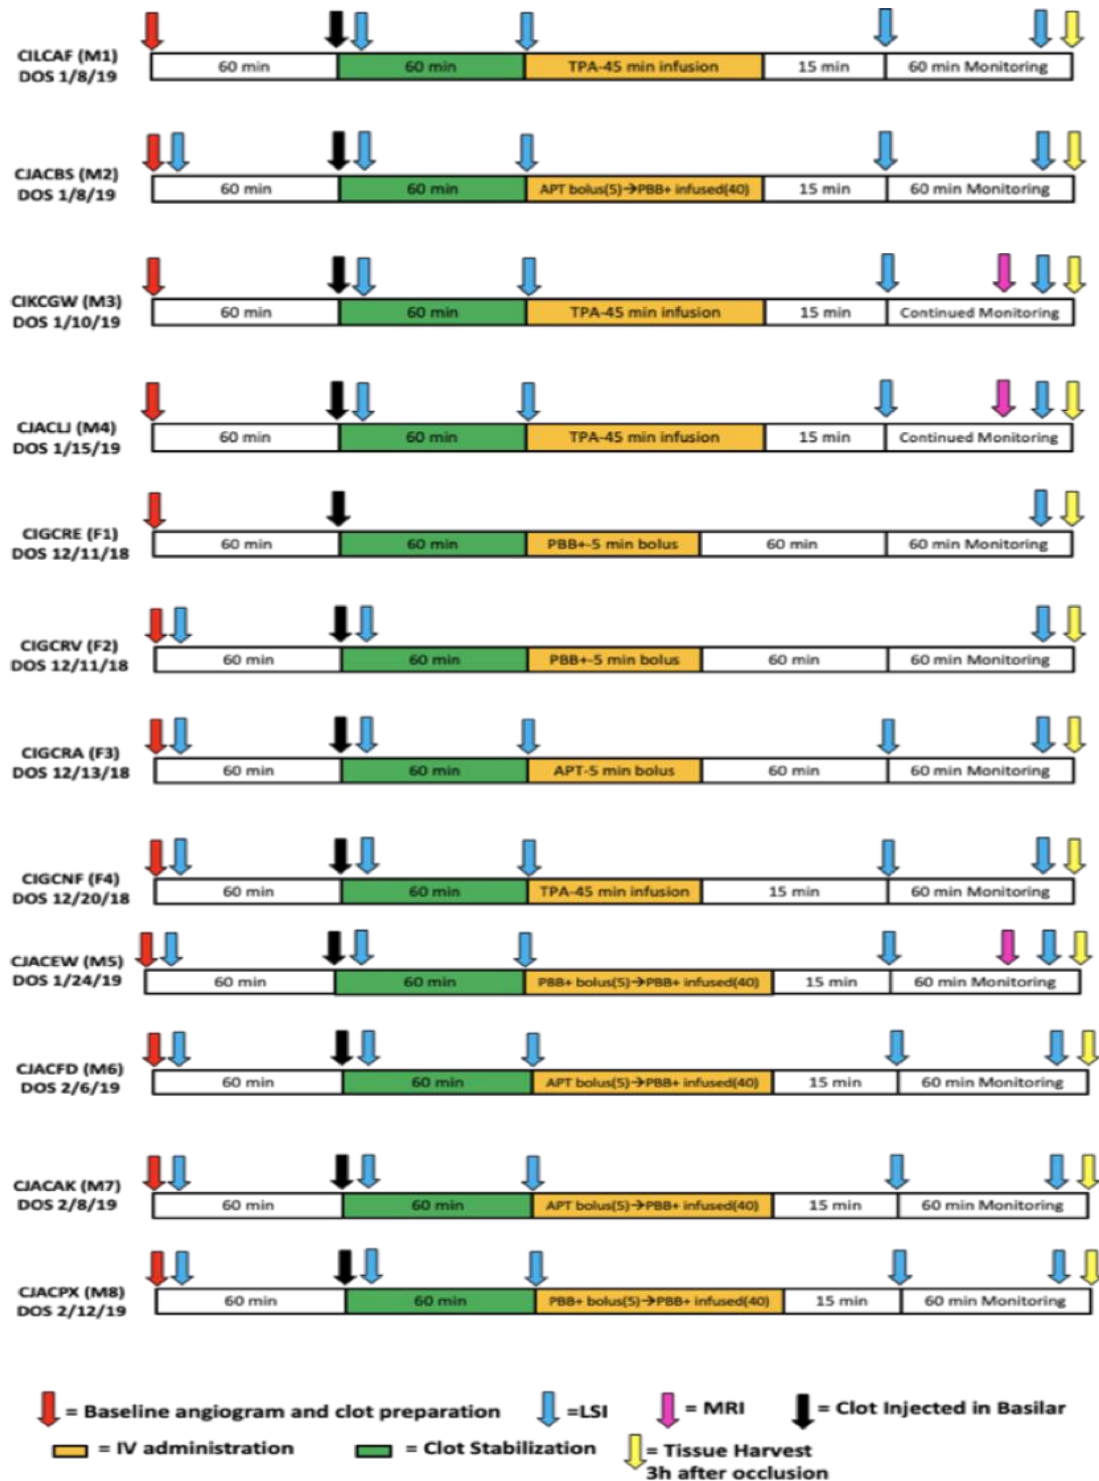 CILCAF (M1)
DOS 1/8/19
60 min
60 min
TPA-45 min infusion
15 min
60 min Monitoring
CJACBS (M2)
DOS 1/8/19
60 min
60 min
APT bolus(5)→PBB+ infused(40)
15 min
60 min Monitoring
CIKCGW (M3)
DOS 1/10/19
60 min
60 min
TPA-45 min infusion
15 min
Continued Monitoring
CJACLJ (M4)
DOS 1/15/19
60 min
60 min
TPA-45 min infusion
15 min
Continued Monitoring
CIGCRE (F1)
DOS 12/11/18
60 min
60 min
PBB+-5 min bolus
60 min
60 min Monitoring
CIGCRV (F2)
DOS 12/11/18
60 min
60 min
PBB+-5 min bolus
60 min
60 min Monitoring
CIGCRA (F3)
DOS 12/13/18
60 min
60 min
APT-5 min bolus
60 min
60 min Monitoring
CIGCNF (F4)
DOS 12/20/18
60 min
60 min
TPA-45 min infusion
15 min
60 min Monitoring
CJACEW (M5)
DOS 1/24/19
60 min
60 min
PBB+ bolus(5)→PBB+ infused(40)
15 min
60 min Monitoring
CJACFD (M6)
DOS 2/6/19
60 min
60 min
APT bolus(5)→PBB+ infused(40)
15 min
60 min Monitoring
CJACAK (M7)
DOS 2/8/19
60 min
60 min
APT bolus(5)→PBB+ infused(40)
15 min
60 min Monitoring
CJACPX (M8)
DOS 2/12/19
60 min
60 min
PBB+ bolus(5)→PBB+ infused(40)
15 min
60 min Monitoring
= Baseline angiogram and clot preparation
=LSI
= MRI
= Clot Injected in Basilar
= IV administration
= Clot Stabilization
= Tissue Harvest
3h after occlusion